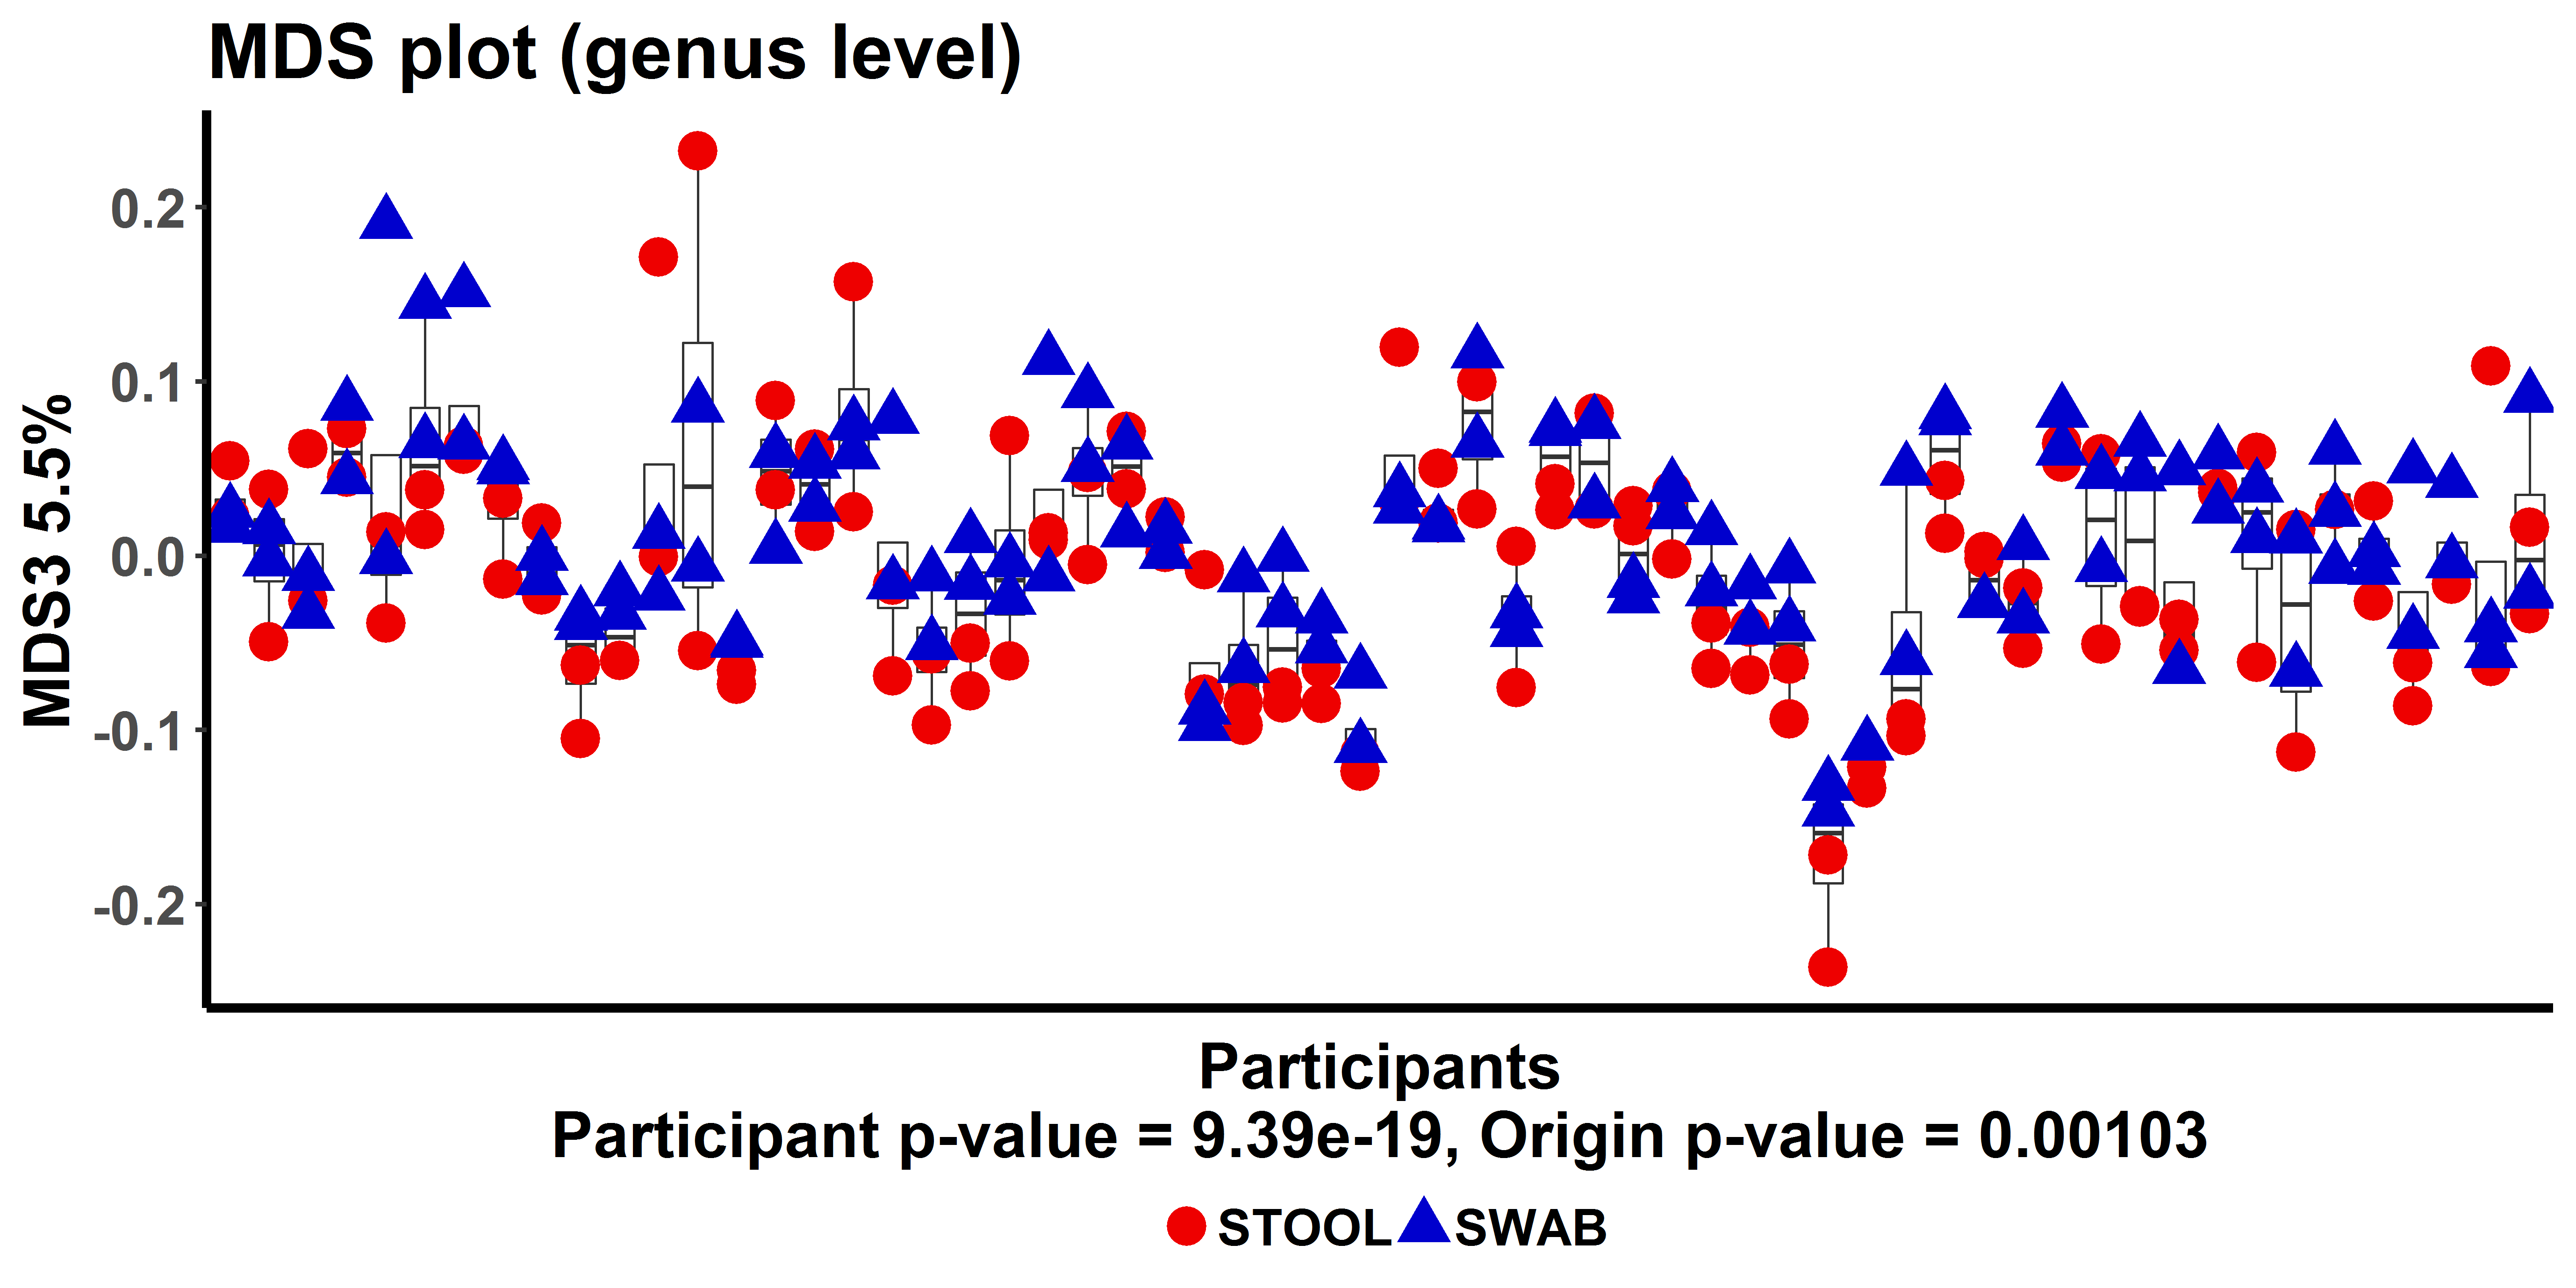 MDS plot (genus level)
MDS3 5.5%
0.2
0.1
0.0
-0.1
-0.2
Participants
Participant p-value = 9.39e-19, Origin p-value = 0.00103
STOOL SWAB